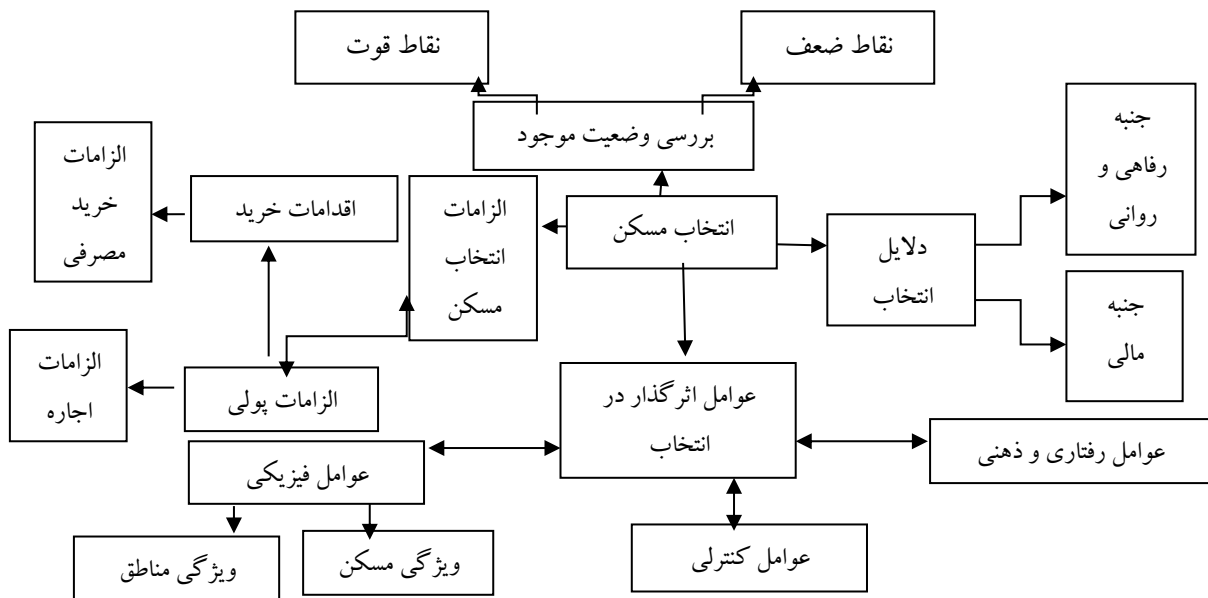 نقاط ضعف
نقاط قوت
جنبه
رفاهی و
روانی
بررسی وضعیت موجود
الزامات
خرید
مصرفی
اقدامات خرید
الزامات
انتخاب
مسکن
انتخاب مسکن
دلایل
انتخاب
جنبه
مالی
الزامات
اجاره
الزامات پولی
عوامل اثرگذار در
انتخاب
عوامل رفتاری و ذهنی
عوامل فیزیکی
عوامل کنترلی
ویژگی مسکن
ویژگی مناطق